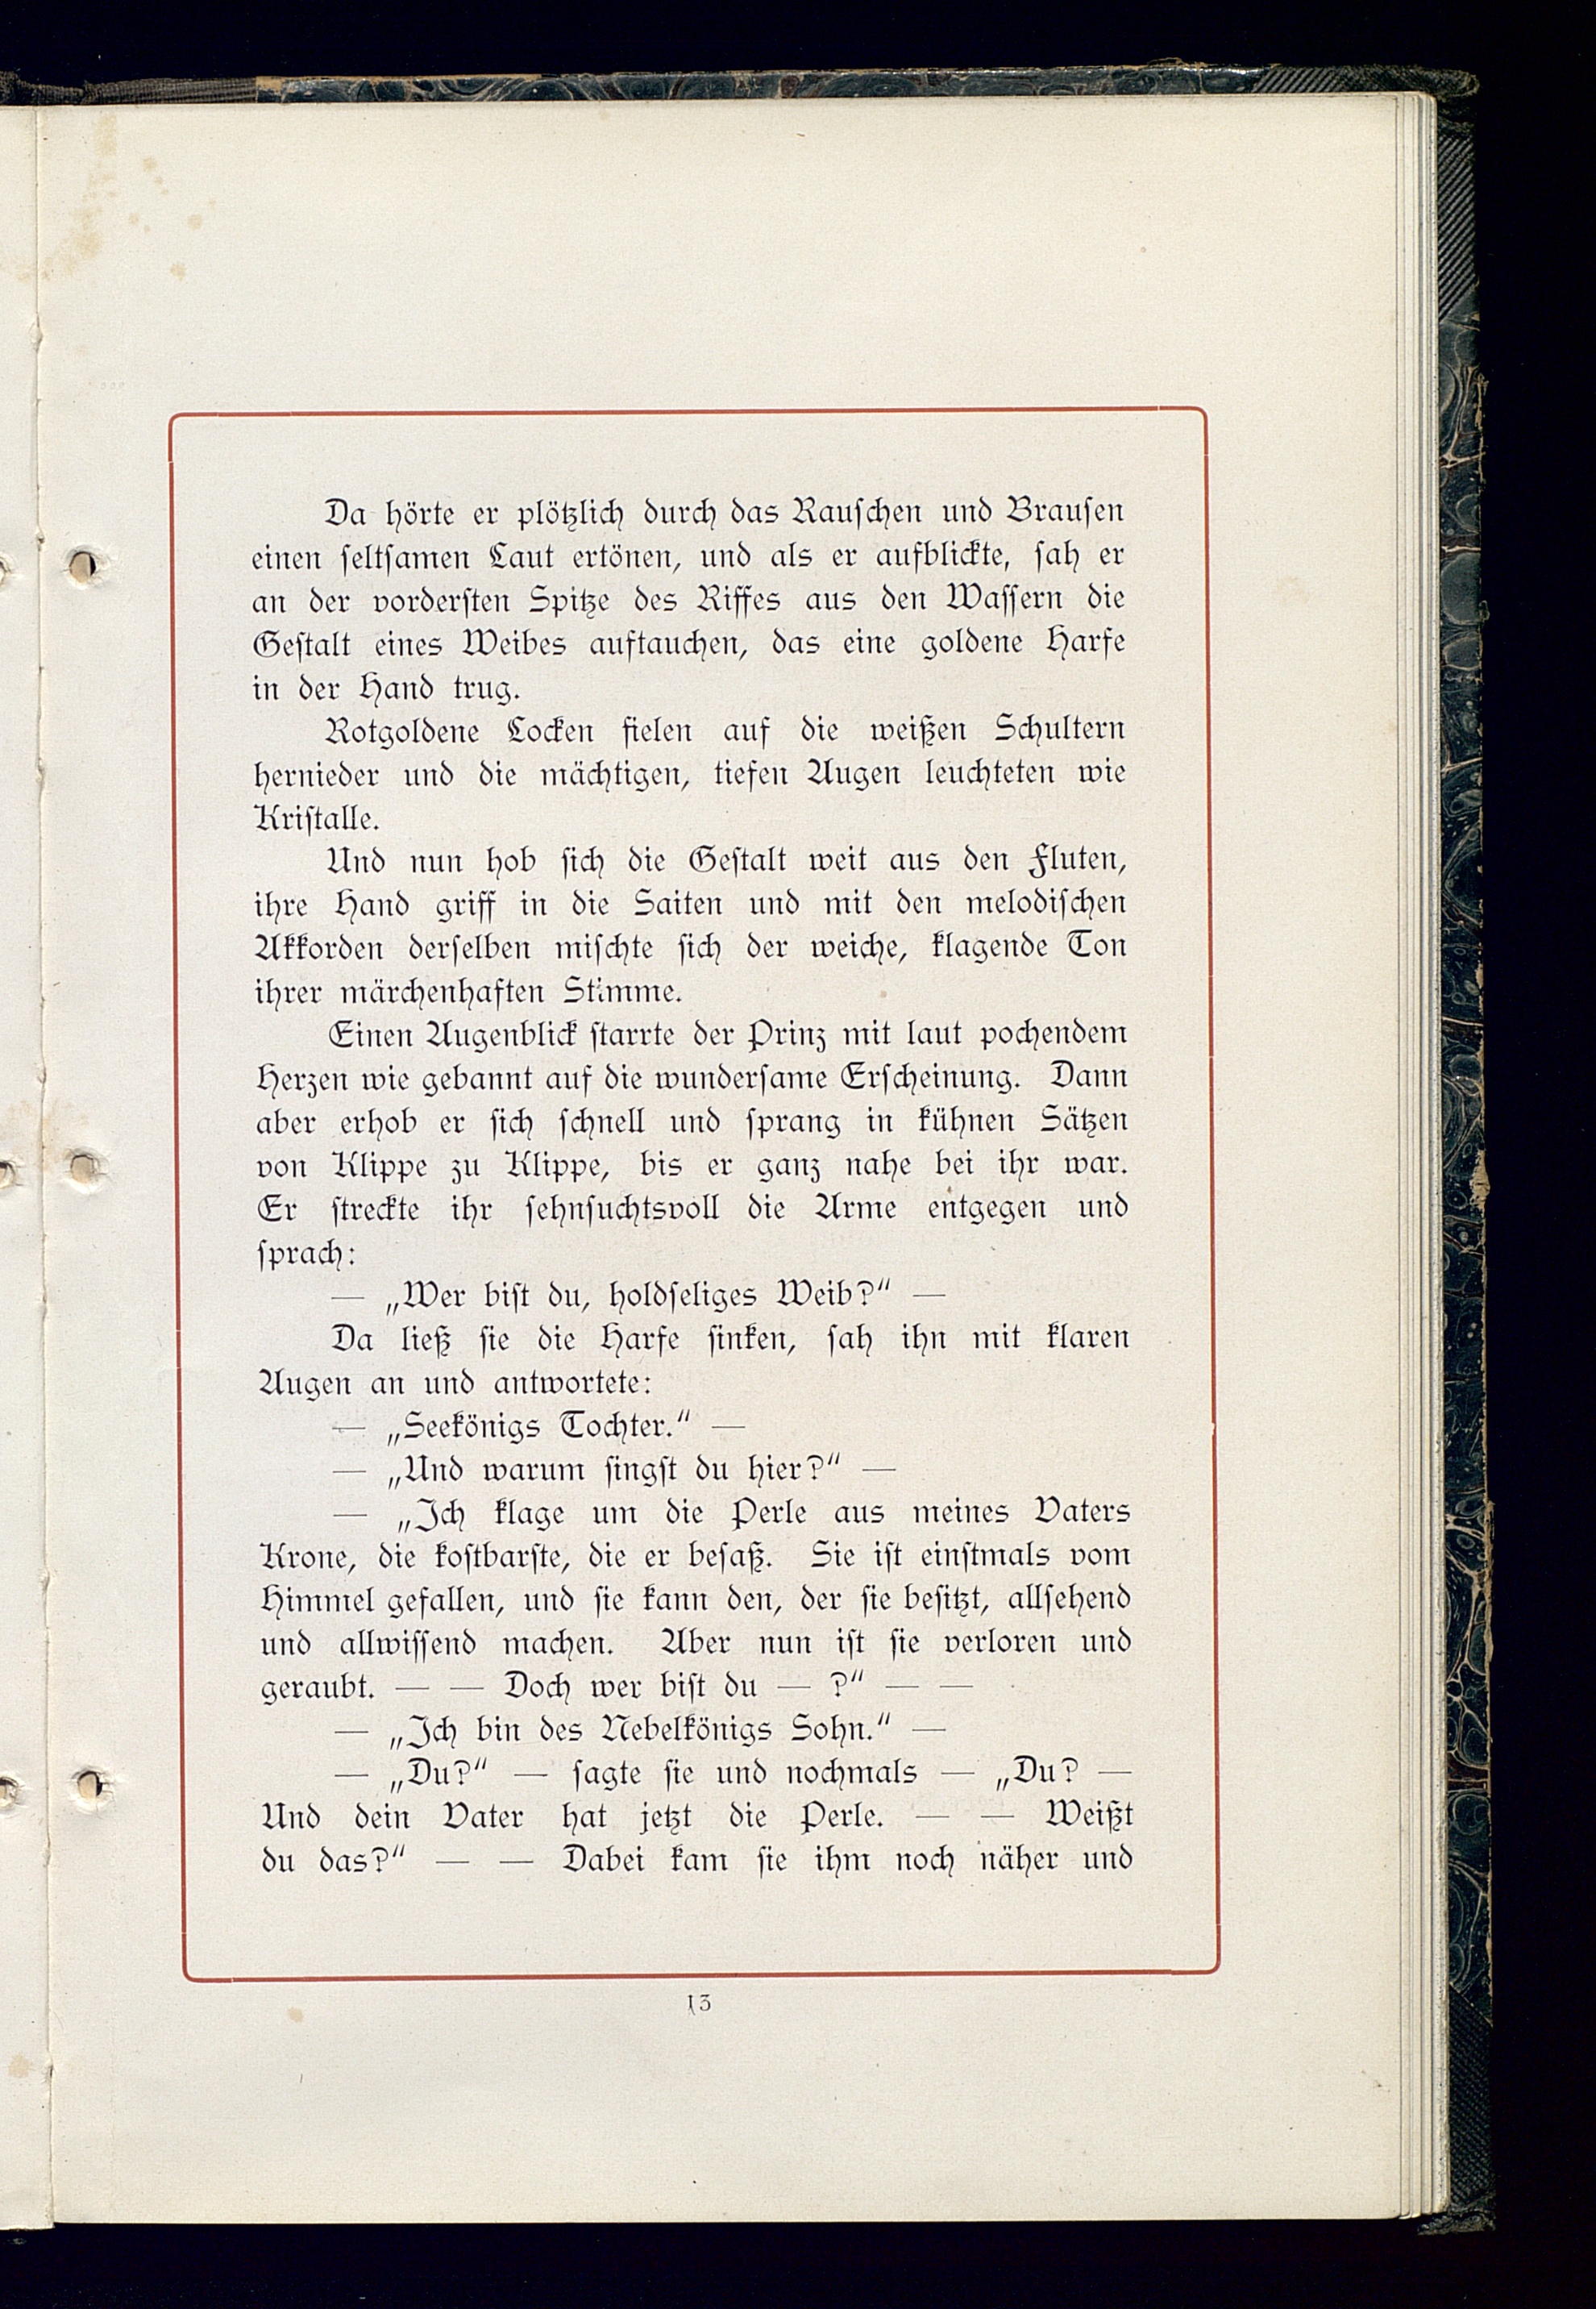 Da hörte er plötzlich durch das Rauschen und Brausen
einen seltsamen Laut ertönen, und als er aufblickte, sah er
an der vordersten Spitze des Riffes aus den Wassern die
Gestalt eines Weibes auftauchen, das eine goldene Harfe
in der Hand trug.
Rotgoldene Locken fielen auf die weißen Schultern
hernieder und die mächtigen, tiefen Augen leuchteten wie
Kristalle.
Und nun hob sich die Gestalt weit aus den Fluten,
ihre Hand griff in die Saiten und mit den melodischen
Akkorden derselben mischte sich der weiche, klagende Ton
ihrer märchenhaften Stimme.
Einen Augenblick starrte der Prinz mit laut pochendem
Herzen wie gebannt auf die wundersame Erscheinung. Dann
aber erhob er sich schnell und sprang in kühnen Sätzen
von Klippe zu Klippe, bis er ganz nahe bei ihr war.
Er streckte ihr sehnsuchtsvoll die Arme entgegen und
sprach:
— „Wer bist du, holdseliges Weib?“ —
Da ließ sie die Harfe sinken, sah ihn mit klaren
Augen an und antwortete:
— „Seekönigs Tochter.“ —
— „Und warum singst du hier?“ —
— „Ich klage um die Perle aus meines Vaters
Krone, die kostbarste, die er besaß. Sie ist einstmals vom
Himmel gefallen, und sie kann den, der sie besitzt, allsehend
und allwissend machen. Aber nun ist sie verloren und
geraubt. — — Doch wer bist du — ?“ — —
— „Ich bin des Nebelkönigs Sohn.“ —
— „Du?“ — sagte sie und nochmals — „Du? —
Und dein Vater hat jetzt die Perle. — — Weißt
du das?“ — — Dabei kam sie ihm noch näher und
13